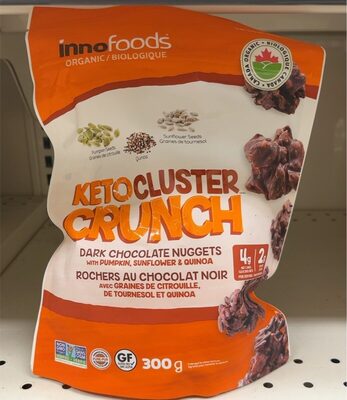 innofoods
ORGANIC/BIOLOGIQUE
CANADA ORGANIC • BIOLOGIQUE CANADA
Pumpkin Seeds
Graines de citrouille
Quinoa
Sunflower Seeds
Graines de tournesol
KETO CLUSTER
CRUNCH
DARK CHOCOLATE NUGGETS
WITH PUMPKIN, SUNFLOWER & QUINOA
4g
ROCHERS AU CHOCOLAT NOIR
AVEC GRAINES DE CITROUILLE,
DE TOURNESOL ET QUINOA
NON GMO
GF
300g